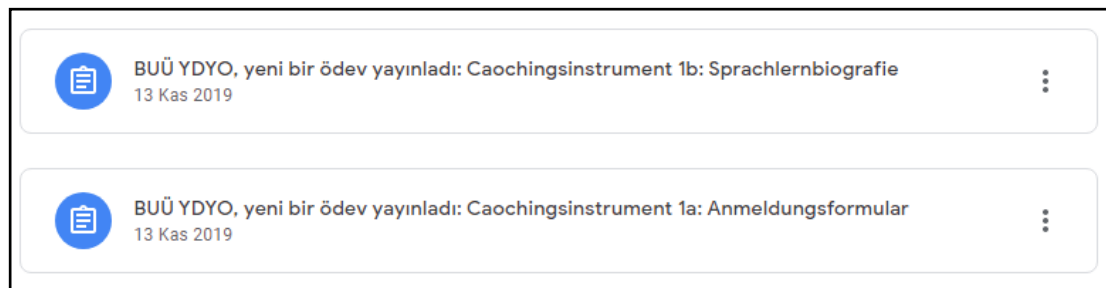 BUÜ YDYO, yeni bir ödev yayınladı: Caochingsinstrument 1b: Sprachlernbiografie
13 Kas 2019
BUÜ YDYO, yeni bir ödev yayınladı: Caochingsinstrument 1a: Anmeldungsformular
13 Kas 2019